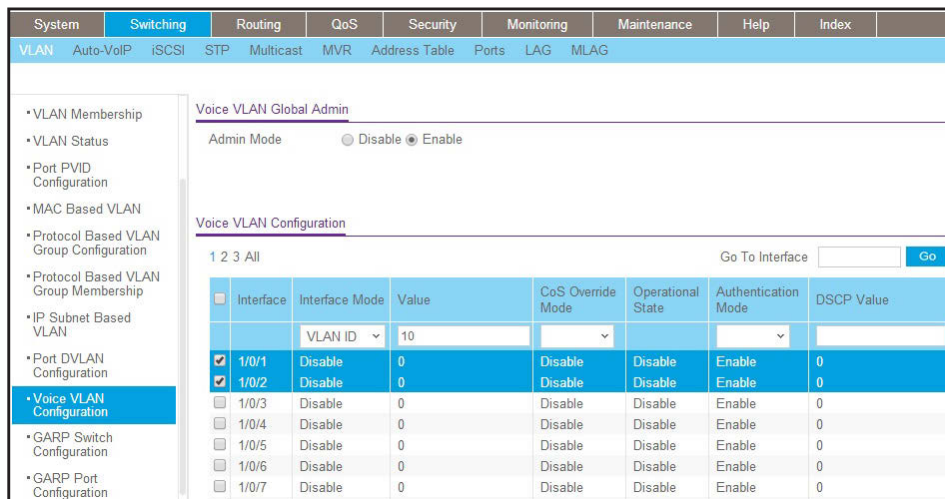 System Switching Routing QoS Security Monitoring Maintenance Help Index
VLAN Auto-VoIP iSCSI STP Multicast MVR Address Table Ports LAG MLAG
VLAN Membership
VLAN Status
Port PVID
Configuration
MAC Based VLAN
Protocol Based VLAN
Group Configuration
Protocol Based VLAN
Group Membership
IP Subnet Based
VLAN
Port DVLAN
Configuration
Voice VLAN
Configuration
GARP Switch
Configuration
GARP Port
Configuration
Voice VLAN Global Admin
Admin Mode Disable Enable
Voice VLAN Configuration
1 2 3 All Go To Interface Go
Interface Interface Mode Value CoS Override Mode Operational State Authentication Mode DSCP Value
VLAN ID 10
1/0/1 Disable 0 Disable Disable Enable 0
1/0/2 Disable 0 Disable Disable Enable 0
1/0/3 Disable 0 Disable Disable Enable 0
1/0/4 Disable 0 Disable Disable Enable 0
1/0/5 Disable 0 Disable Disable Enable 0
1/0/6 Disable 0 Disable Disable Enable 0
1/0/7 Disable 0 Disable Disable Enable 0